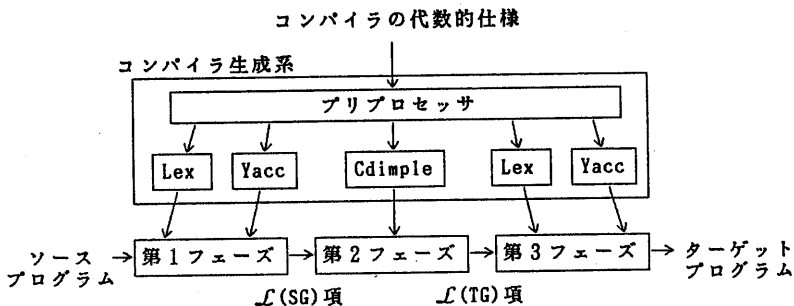 コンパイラの代数的仕様
コンパイラ生成系
プリプロセッサ
Lex Yacc Cdimple Lex Yacc
ソース
プログラム
第1フェーズ 第2フェーズ 第3フェーズ
ターゲット
プログラム
ℒ(SG)項 ℒ(TG)項